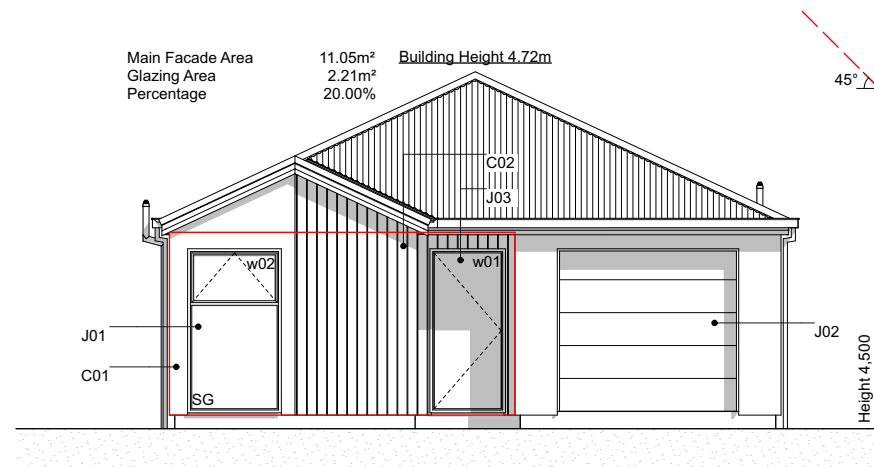 Main Facade Area 11.05m² Building Height 4.72m
Glazing Area 2.21m²
Percentage 20.00%
45°
C02
J03
w02
w01
J01
J02
C01
SG
Height 4,500